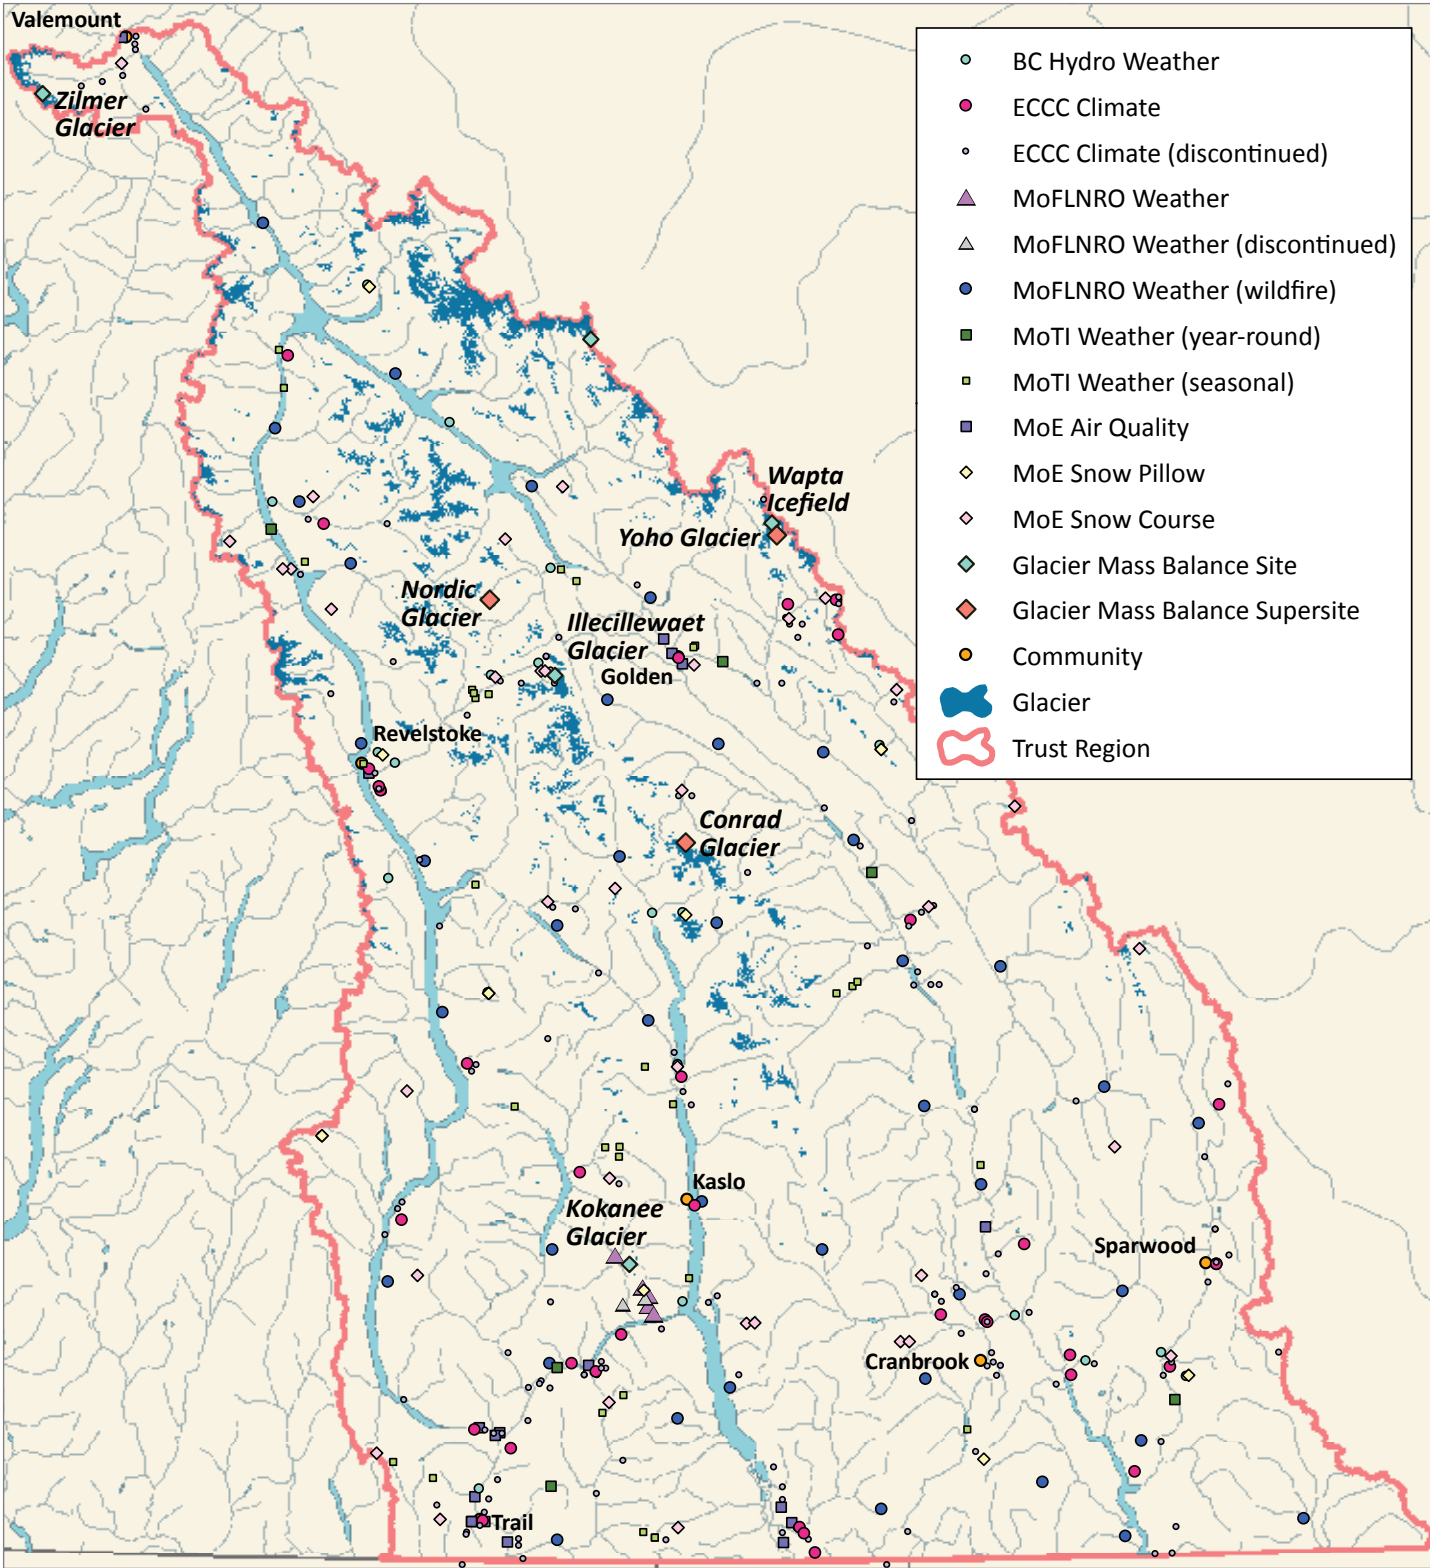 Valemount
Zilmer
Glacier
BC Hydro Weather
ECCC Climate
ECCC Climate (discontinued)
MoFLNRO Weather
MoFLNRO Weather (discontinued)
MoFLNRO Weather (wildfire)
MoTI Weather (year-round)
MoTI Weather (seasonal)
MoE Air Quality
MoE Snow Pillow
MoE Snow Course
Glacier Mass Balance Site
Glacier Mass Balance Supersite
Community
Glacier
Trust Region
Wapta
Icefield
Yoho Glacier
Nordic
Glacier
Illecillewaet
Glacier
Golden
Revelstoke
Conrad
Glacier
Kaslo
Kokanee
Glacier
Sparwood
Cranbrook
Trail